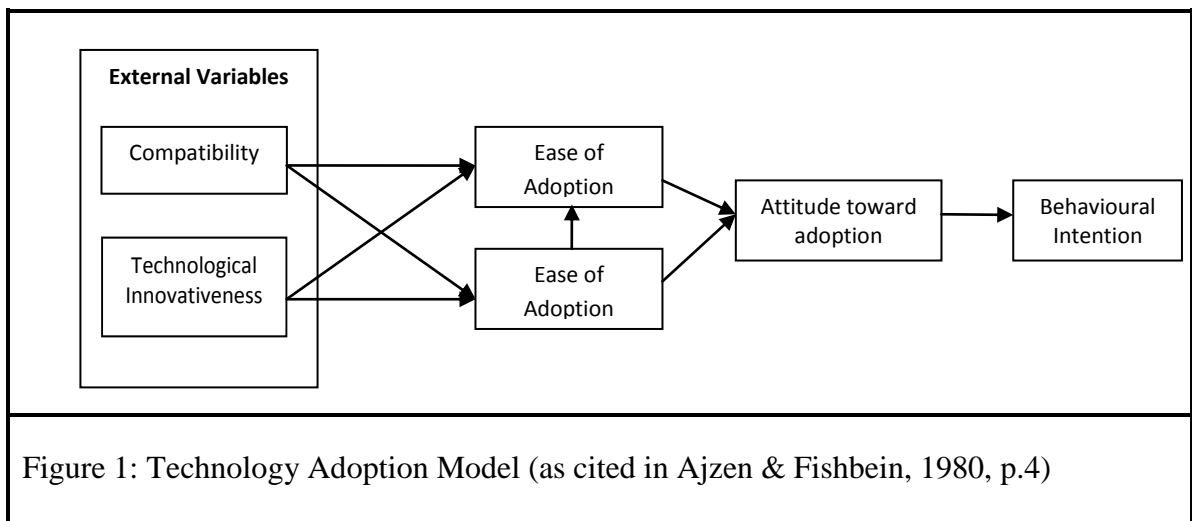 External Variables
Compatibility
Technological
Innovativeness
Ease of
Adoption
Ease of
Adoption
Attitude toward
adoption
Behavioural
Intention
Figure 1: Technology Adoption Model (as cited in Ajzen & Fishbein, 1980, p.4)